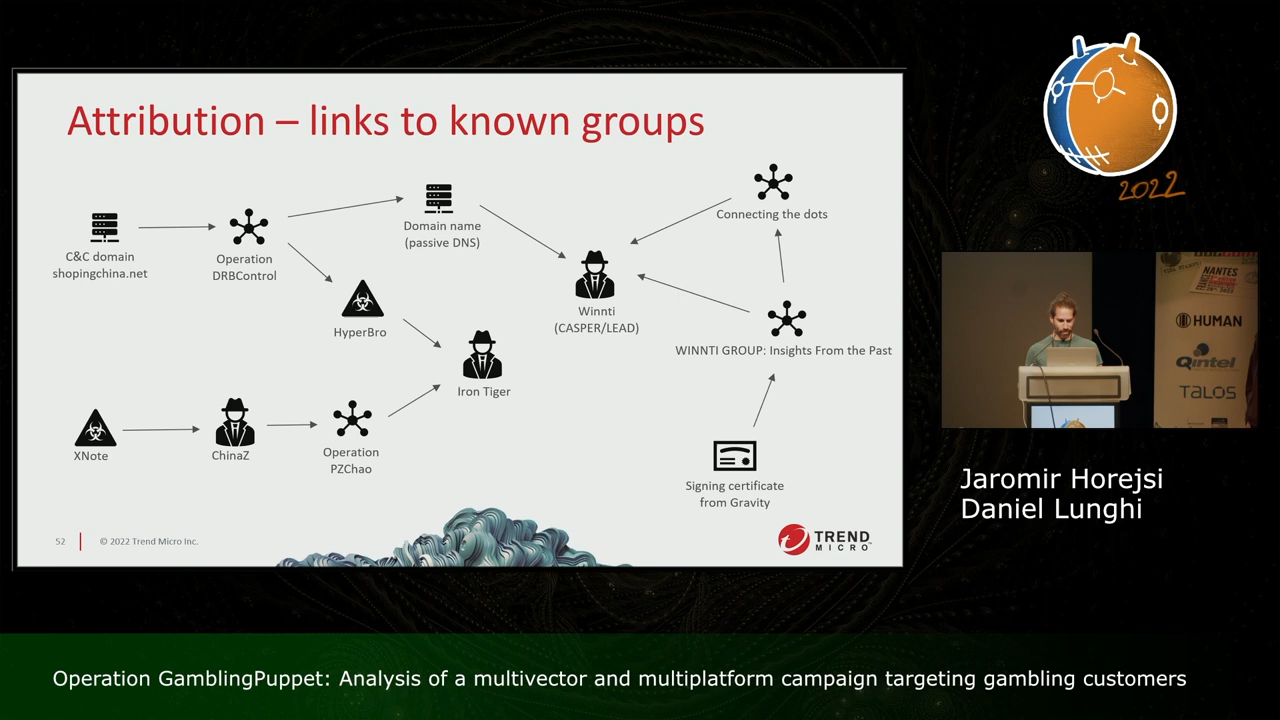 Attribution – links to known groups
C&C domain
shopingchina.net
Operation
DRBControl
Domain name
(passive DNS)
HyperBro
Iron Tiger
XNote
ChinaZ
Operation
PZChao
Winnti
(CASPER/LEAD)
Connecting the dots
WINNTI GROUP: Insights From the Past
Signing certificate
from Gravity
52
© 2022 Trend Micro Inc.
TREND
MICRO
2022
NANTES
HUMAN
Qintel
TALOS
Jaromir Horejsi
Daniel Lunghi
Operation GamblingPuppet: Analysis of a multivector and multiplatform campaign targeting gambling customers